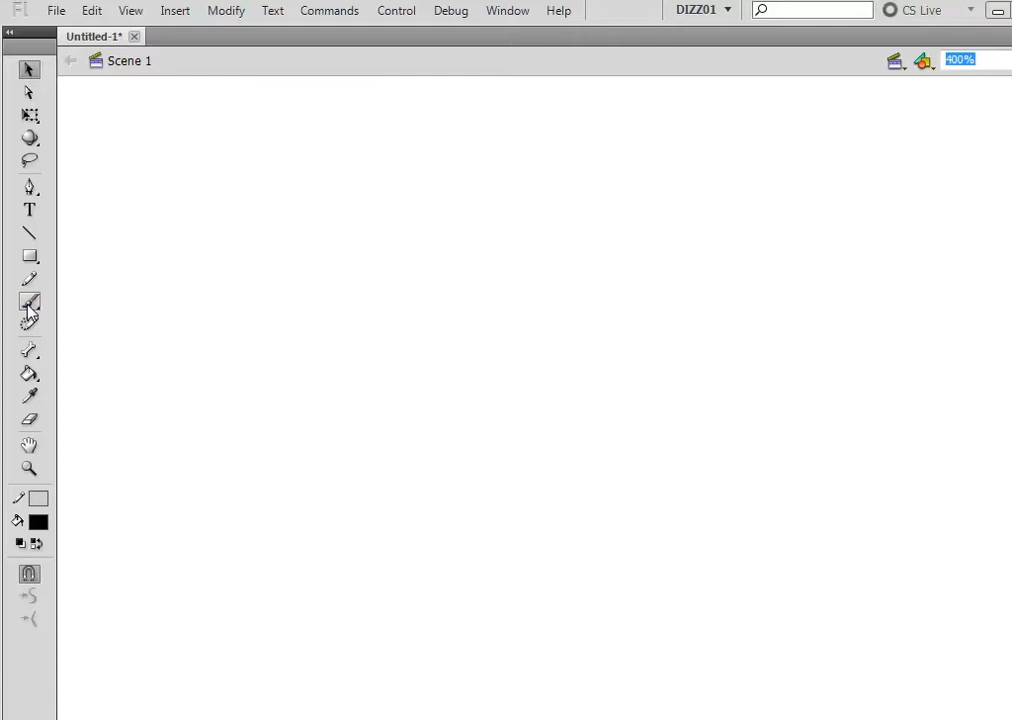 Fl File Edit View Insert Modify Text Commands Control Debug Window Help DIZZ01 CS Live
Untitled-1*
Scene 1 400%
T